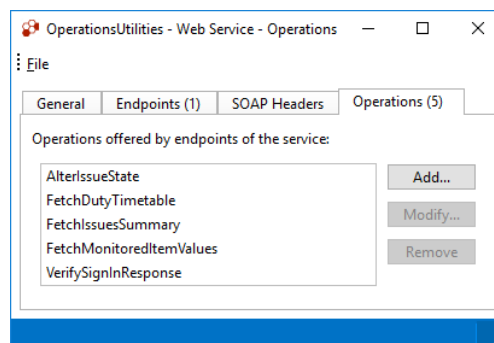 OperationsUtilities - Web Service - Operations
File
General Endpoints (1) SOAP Headers Operations (5)
Operations offered by endpoints of the service:
AlterIssueState
FetchDutyTimetable
FetchIssuesSummary
FetchMonitoredItemValues
VerifySignInResponse
Add...
Modify...
Remove